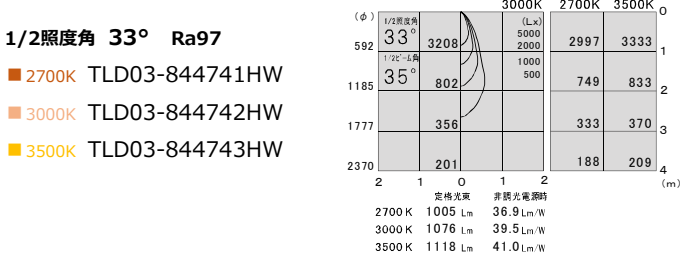 1/2照度角 33° Ra97
2700K TLD03-844741HW
3000K TLD03-844742HW
3500K TLD03-844743HW
3000K 2700K 3500K
(φ) 1/2照度角 (Lx) 0
33° 5000
592 3208 2000 2997 3333 1
1/2ビーム角 1000
35° 500
1185 802 749 833 2
1777 356 333 370 3
2370 201 188 209 4
2 1 0 1 2 (m)
定格光束 非調光電源時
2700K 1005 Lm 36.9 Lm/W
3000K 1076 Lm 39.5 Lm/W
3500K 1118 Lm 41.0 Lm/W